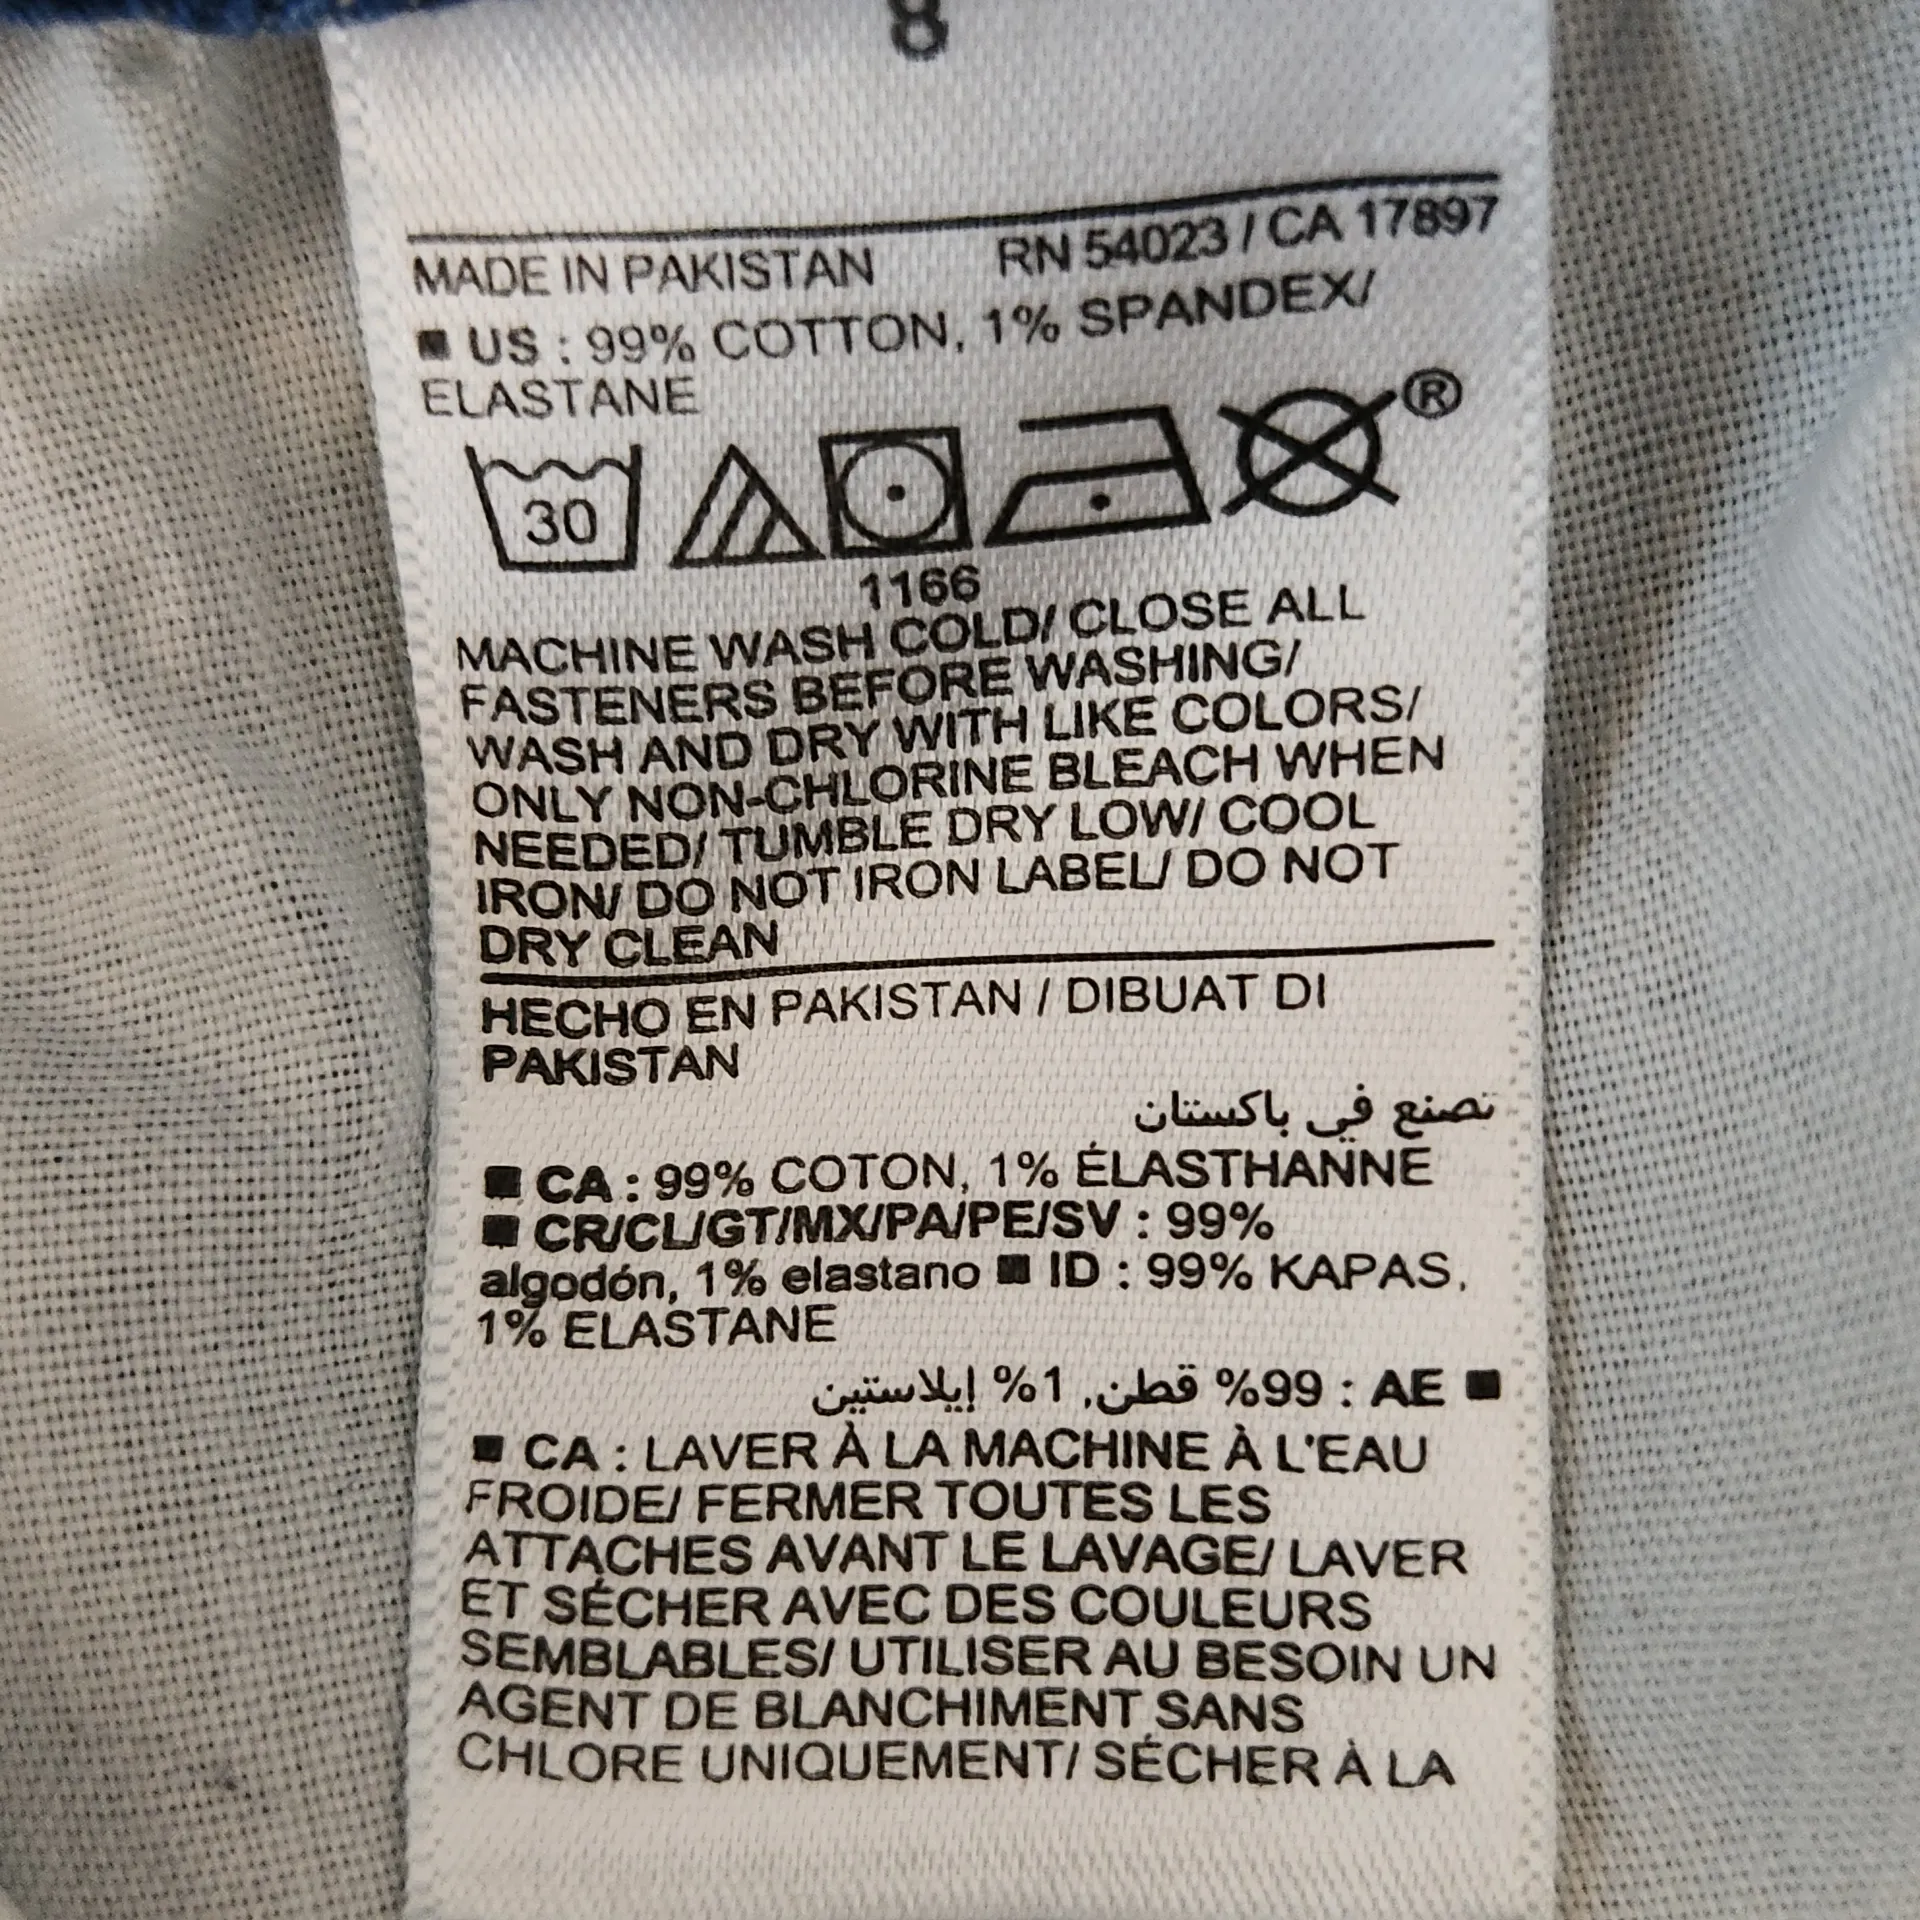 8
MADE IN PAKISTAN RN 54023 / CA 17897
■ US : 99% COTTON, 1% SPANDEX/
ELASTANE
30 ®
1166
MACHINE WASH COLD/ CLOSE ALL
FASTENERS BEFORE WASHING/
WASH AND DRY WITH LIKE COLORS/
ONLY NON-CHLORINE BLEACH WHEN
NEEDED/ TUMBLE DRY LOW/ COOL
IRON/ DO NOT IRON LABEL/ DO NOT
DRY CLEAN
HECHO EN PAKISTAN / DIBUAT DI
PAKISTAN
تصنع في باكستان
■ CA : 99% COTON, 1% ÉLASTHANNE
■ CR/CL/GT/MX/PA/PE/SV : 99%
algodón, 1% elastano ■ ID : 99% KAPAS,
1% ELASTANE
■ AE : 99% قطن, 1% إيلاستين
■ CA : LAVER À LA MACHINE À L'EAU
FROIDE/ FERMER TOUTES LES
ATTACHES AVANT LE LAVAGE/ LAVER
ET SÉCHER AVEC DES COULEURS
SEMBLABLES/ UTILISER AU BESOIN UN
AGENT DE BLANCHIMENT SANS
CHLORE UNIQUEMENT/ SÉCHER À LA